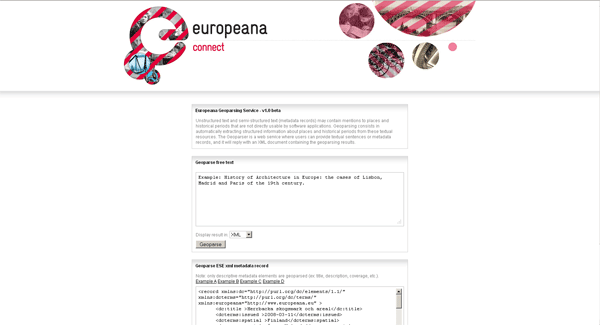 europeana
connect
Europeana Geoparsing Service - v1.0 beta
Unstructured text and semi structured text (metadata records) may contain mentions to places and
historical periods that are not directly usable by software applications. Geoparsing consists in
automatically extracting structured information about places and historical periods from these textual
resources. The Geoparser is a web service where users can provide textual sentences or metadata
records, and it will reply with an XML document containing the geoparsing results.
Geoparse free text
Example: History of Architecture in Europe: the cases of Lisbon,
Madrid and Paris of the 19th century.
Display result in XML
Geoparse
Geoparse ESE xml metadata record
Note: only descriptive metadata elements are geoparsed (ex: title, description, coverage, etc.)
Example A Example B Example C Example D
<record xmlns:dc="http://purl.org/dc/elements/1.1/"
xmlns:dcterms="http://purl.org/dc/terms/"
xmlns:europeana="http://www.europeana.eu" >
<dc:title >Harrbacka skogsmark och areal</dc:title>
<dcterms:issued >2008-03-11</dcterms:issued>
<dcterms:spatial >Finland</dcterms:spatial>